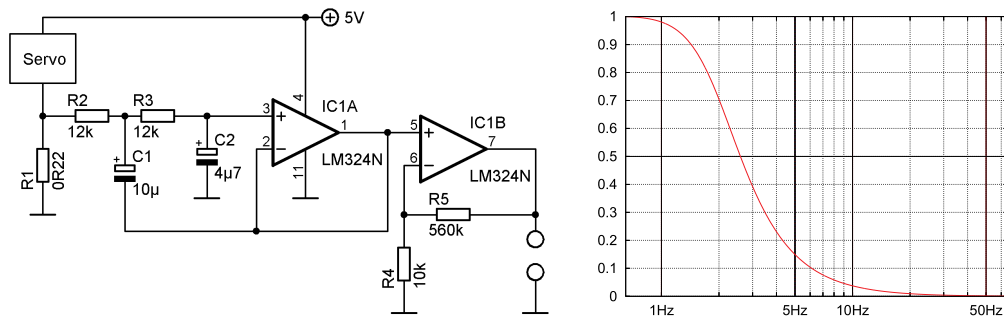 5V
Servo
R2
12k
R3
12k
R1
0R22
+
C1
10µ
+
C2
4µ7
3
+
2
−
4
11
1
IC1A
LM324N
5
+
6
−
7
IC1B
LM324N
R5
560k
R4
10k
1
0.9
0.8
0.7
0.6
0.5
0.4
0.3
0.2
0.1
0
1Hz
5Hz
10Hz
50Hz